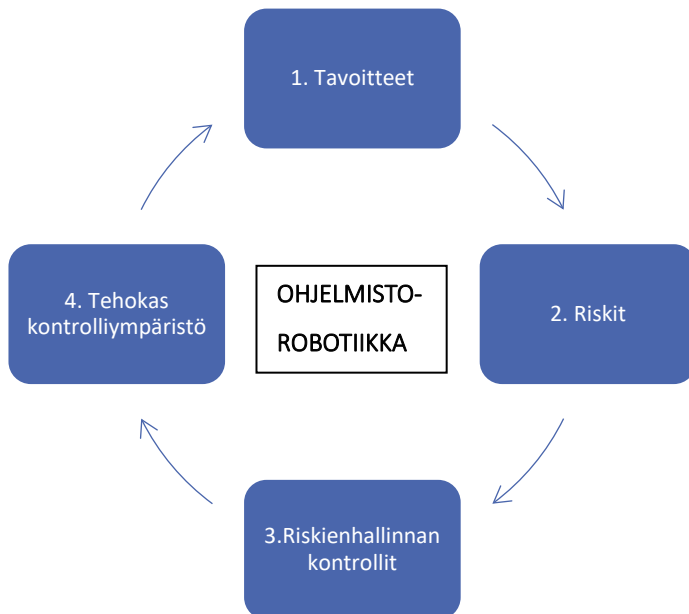 1. Tavoitteet
2. Riskit
3.Riskienhallinnan
kontrollit
4. Tehokas
kontrolliympäristö
OHJELMISTO-
ROBOTIIKKA